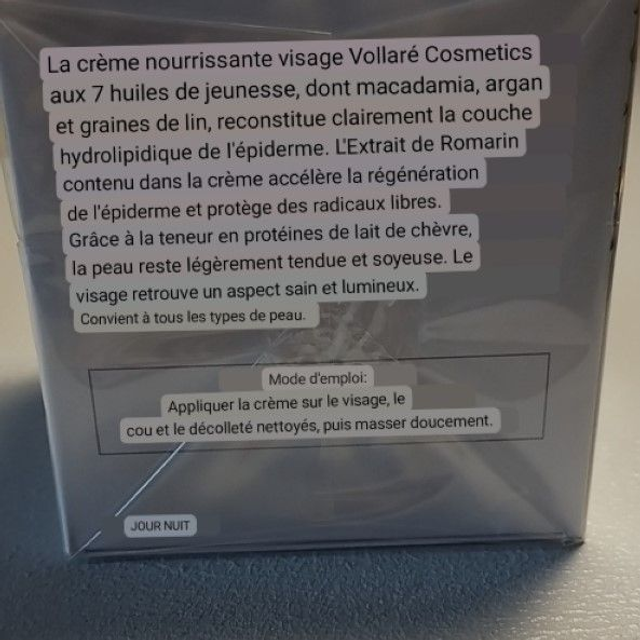 La crème nourrissante visage Vollaré Cosmetics
aux 7 huiles de jeunesse, dont macadamia, argan
et graines de lin, reconstitue clairement la couche
hydrolipidique de l'épiderme. L'Extrait de Romarin
contenu dans la crème accélère la régénération
de l'épiderme et protège des radicaux libres.
Grâce à la teneur en protéines de lait de chèvre,
la peau reste légèrement tendue et soyeuse. Le
visage retrouve un aspect sain et lumineux.
Convient à tous les types de peau.
Mode d'emploi:
Appliquer la crème sur le visage, le
cou et le décolleté nettoyés, puis masser doucement.
JOUR NUIT